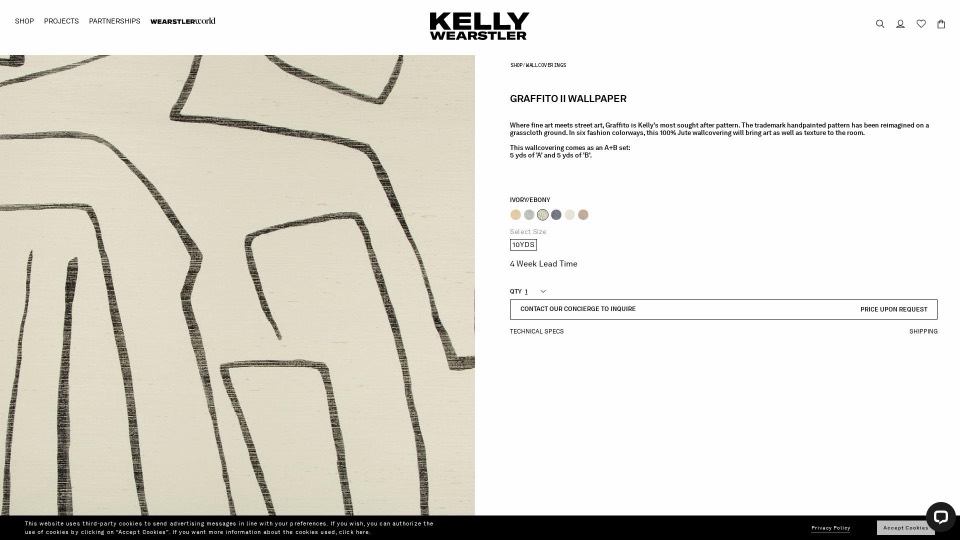 SHOP PROJECTS PARTNERSHIPS WEARSTLERworld
KELLY
WEARSTLER
SHOP/WALLCOVERINGS
GRAFFITO II WALLPAPER
Where fine art meets street art, Graffito is Kelly's most sought after pattern. The trademark handpainted pattern has been reimagined on a
grasscloth ground. In six fashion colorways, this 100% Jute wallcovering will bring art as well as texture to the room.
This wallcovering comes as an A+B set:
5 yds of 'A' and 5 yds of 'B'.
IVORY/EBONY
Select Size
10YDS
4 Week Lead Time
QTY 1
CONTACT OUR CONCIERGE TO INQUIRE PRICE UPON REQUEST
TECHNICAL SPECS SHIPPING
This website uses third-party cookies to send advertising messages in line with your preferences. If you wish, you can authorize the
use of cookies by clicking on "Accept Cookies". If you want more information about the cookies used, click here.
Privacy Policy
Accept Cookies